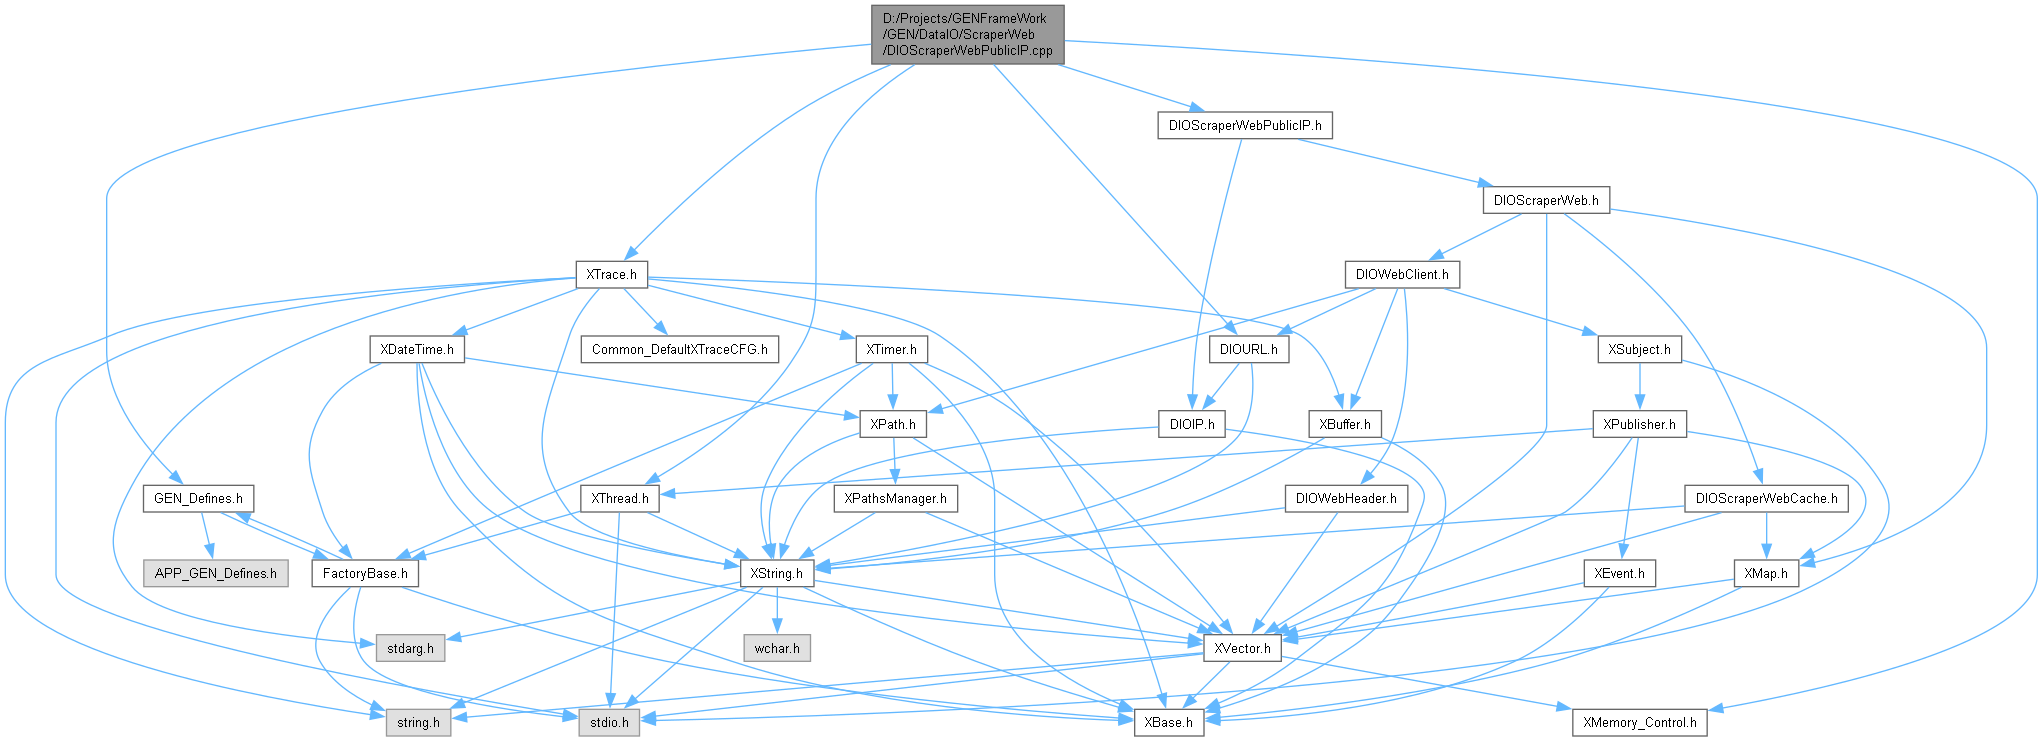 D:/Projects/GENFrameWork
/GEN/DataIO/ScraperWeb
/DIOScraperWebPublicIP.cpp
DIOScraperWebPublicIP.h
DIOScraperWeb.h
XTrace.h
DIOWebClient.h
XDateTime.h
Common_DefaultXTraceCFG.h
XTimer.h
DIOURL.h
XSubject.h
XPath.h
DIOIP.h
XBuffer.h
XPublisher.h
GEN_Defines.h
XThread.h
XPathsManager.h
DIOWebHeader.h
DIOScraperWebCache.h
APP_GEN_Defines.h
FactoryBase.h
XString.h
XEvent.h
XMap.h
stdarg.h
wchar.h
XVector.h
string.h
stdio.h
XBase.h
XMemory_Control.h